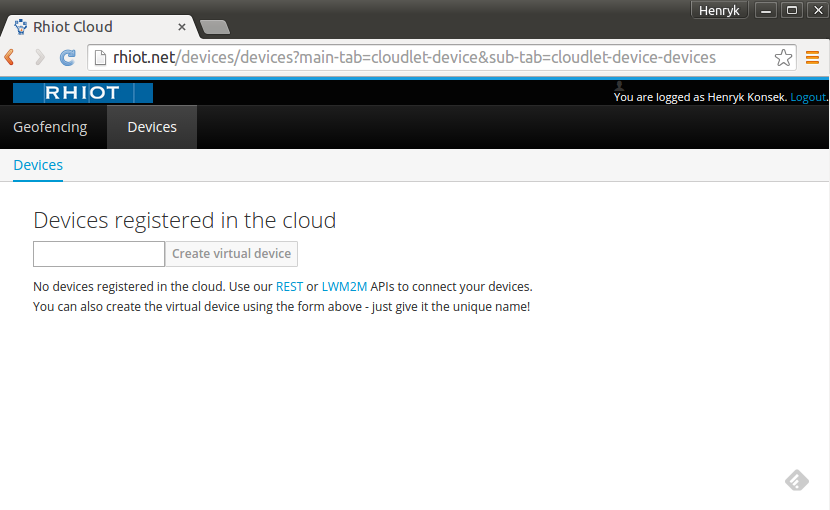 Henryk
Rhiot Cloud
rhiot.net/devices/devices?main-tab=cloudlet-device&sub-tab=cloudlet-device-devices
RHIOT
You are logged as Henryk Konsek. Logout.
Geofencing Devices
Devices
Devices registered in the cloud
Create virtual device
No devices registered in the cloud. Use our REST or LWM2M APIs to connect your devices.
You can also create the virtual device using the form above - just give it the unique name!